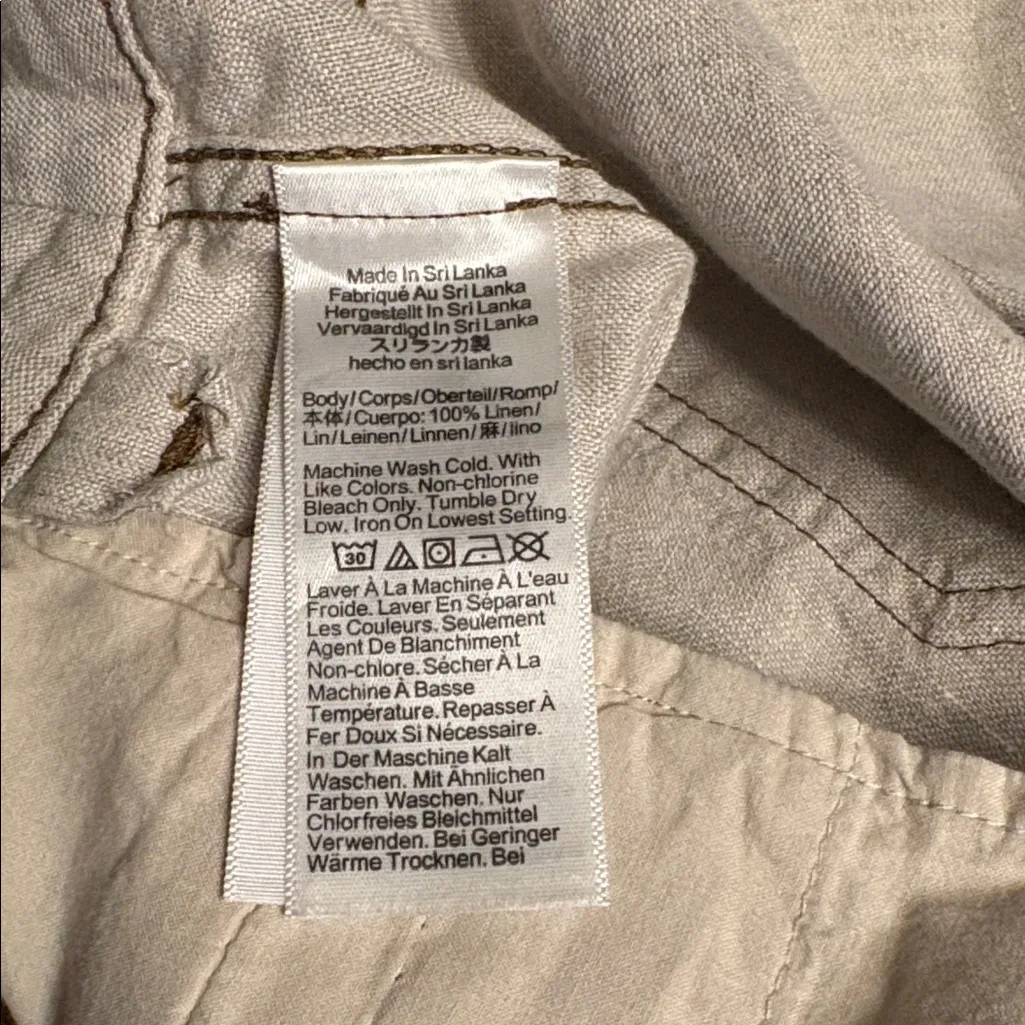 Made In Sri Lanka
Fabriqué Au Sri Lanka
Hergestellt In Sri Lanka
Vervaardigd In Sri Lanka
スリランカ製
hecho en sri lanka
Body/Corps/Oberteil/Romp/
本体/Cuerpo: 100% Linen/
Lin/Leinen/Linnen/麻/lino
Machine Wash Cold. With
Like Colors. Non-chlorine
Bleach Only. Tumble Dry
Low. Iron On Lowest Setting.
30
Laver À La Machine À L'eau
Froide. Laver En Séparant
Les Couleurs. Seulement
Agent De Blanchiment
Non-chlore. Sécher À La
Machine À Basse
Température. Repasser À
Fer Doux Si Nécessaire.
In Der Maschine Kalt
Waschen. Mit Ähnlichen
Farben Waschen. Nur
Chlorfreies Bleichmittel
Verwenden. Bei Geringer
Wärme Trocknen. Bei